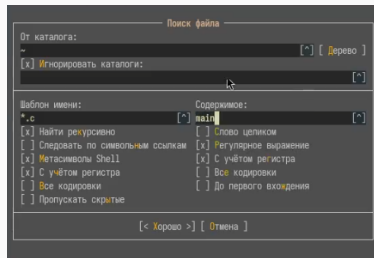 Поиск файла
От каталога:
~ [^] [ Дерево ]
[x] Игнорировать каталоги:
[^]
Шаблон имени: Содержимое:
*.c [^] main [^]
[x] Найти рекурсивно [ ] Слово целиком
[ ] Следовать по символьным ссылкам [x] Регулярное выражение
[x] Метасимволы Shell [x] С учётом регистра
[x] С учётом регистра [ ] Все кодировки
[ ] Все кодировки [ ] До первого вхождения
[ ] Пропускать скрытые
[< Хорошо >] [ Отмена ]